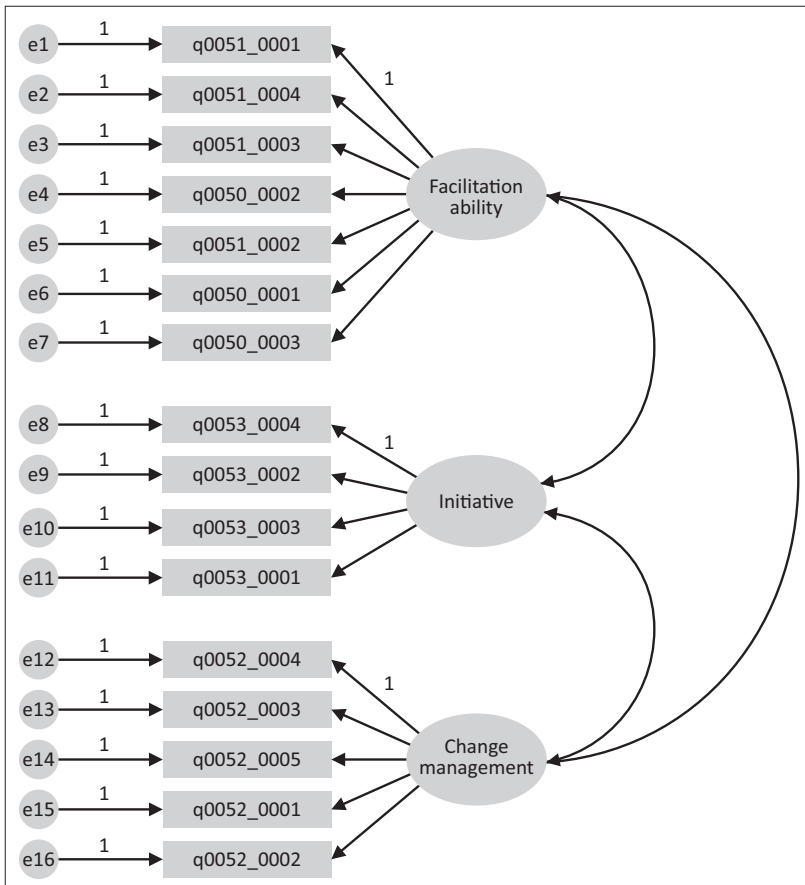 e1 1 q0051_0001
1
e2 1 q0051_0004
e3 1 q0051_0003
e4 1 q0050_0002
Facilitation
ability
e5 1 q0051_0002
e6 1 q0050_0001
e7 1 q0050_0003
e8 1 q0053_0004
1
e9 1 q0053_0002
Initiative
e10 1 q0053_0003
e11 1 q0053_0001
e12 1 q0052_0004
1
e13 1 q0052_0003
e14 1 q0052_0005
Change
management
e15 1 q0052_0001
e16 1 q0052_0002